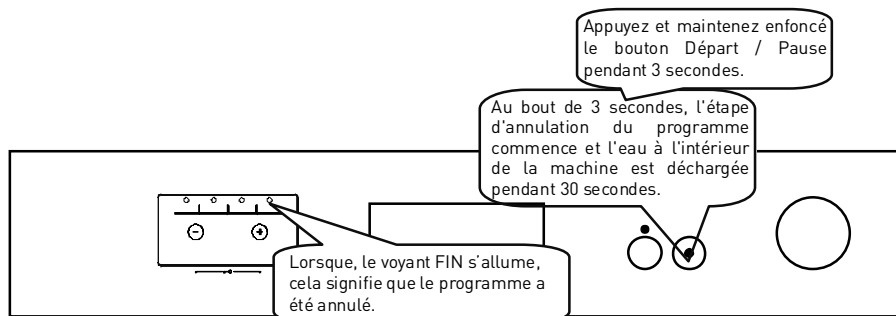 Appuyez et maintenez enfoncé
le bouton Départ / Pause
pendant 3 secondes.
Au bout de 3 secondes, l'étape
d'annulation du programme
commence et l'eau à l'intérieur
de la machine est déchargée
pendant 30 secondes.
Lorsque, le voyant FIN s’allume,
cela signifie que le programme a
été annulé.